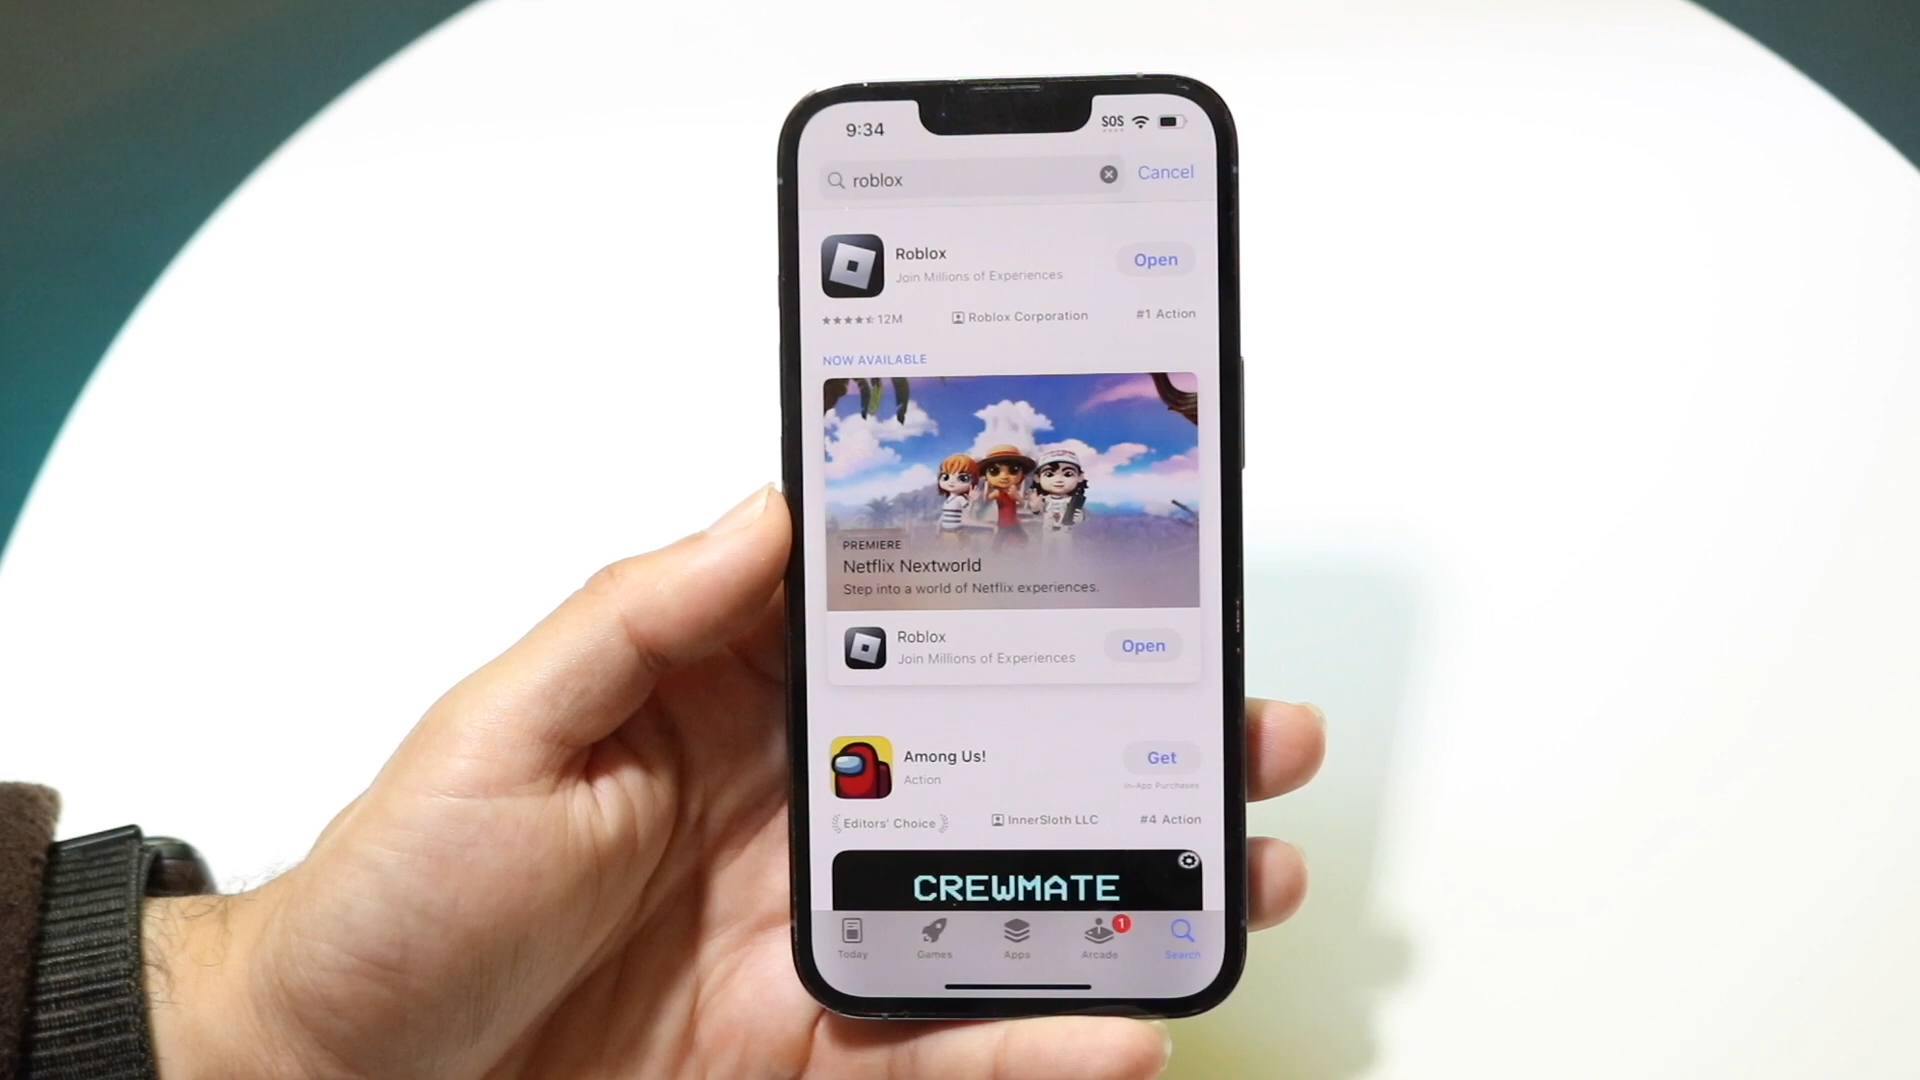 9:34 SOS
roblox Cancel
Roblox
Join Millions of Experiences
Open
12M Roblox Corporation #1 Action
NOW AVAILABLE
PREMIERE
Netflix Nextworld
Step into a world of Netflix experiences.
Roblox
Join Millions of Experiences
Open
Among Us!
Action
Get
In-App Purchases
Editors' Choice InnerSloth LLC #4 Action
CREWMATE
1
Today Games Apps Arcade Search